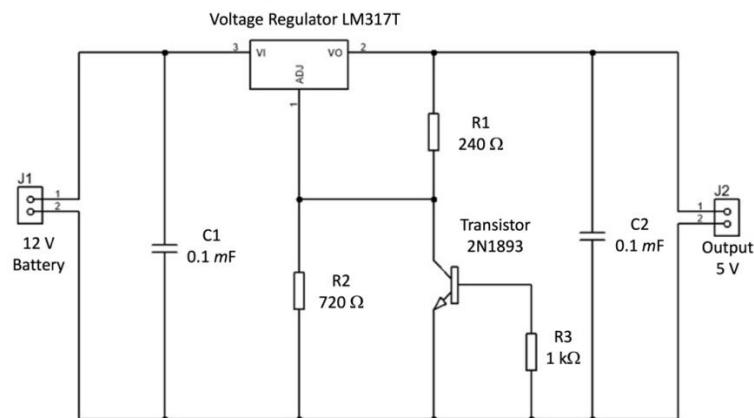 Voltage Regulator LM317T
3
VI
VO
2
ADJ
1
R1
240 Ω
J1
1
2
12 V
Battery
C1
0.1 mF
R2
720 Ω
Transistor
2N1893
R3
1 kΩ
C2
0.1 mF
J2
1
2
Output
5 V